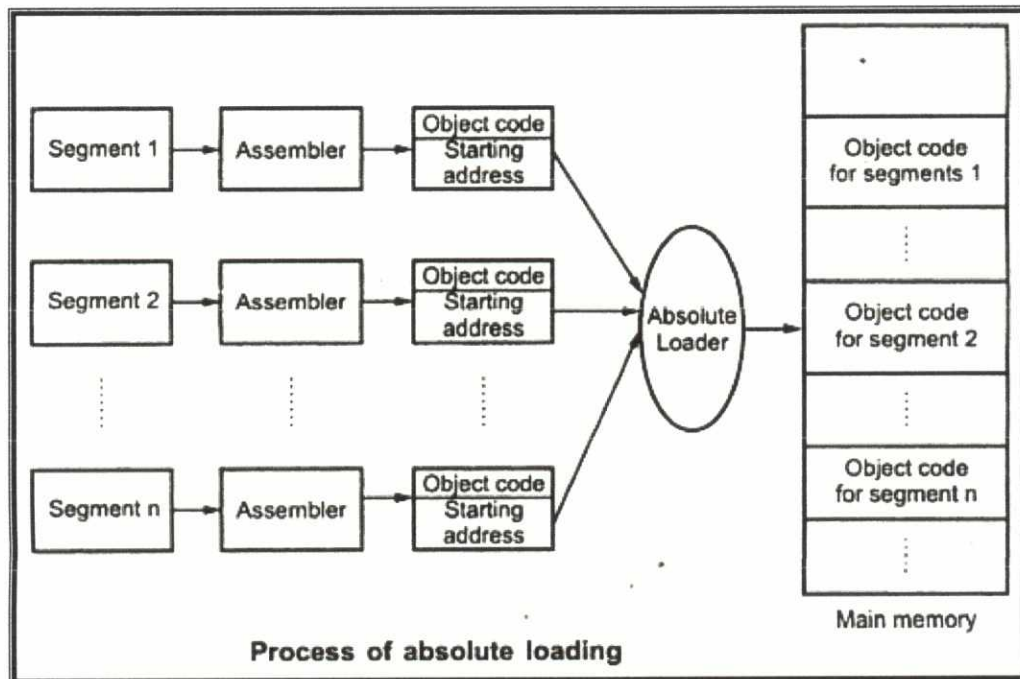 Segment 1
Assembler
Object code
Starting
address
Segment 2
Assembler
Object code
Starting
address
Segment n
Assembler
Object code
Starting
address
Absolute
Loader
Object code
for segments 1
Object code
for segment 2
Object code
for segment n
Main memory
Process of absolute loading